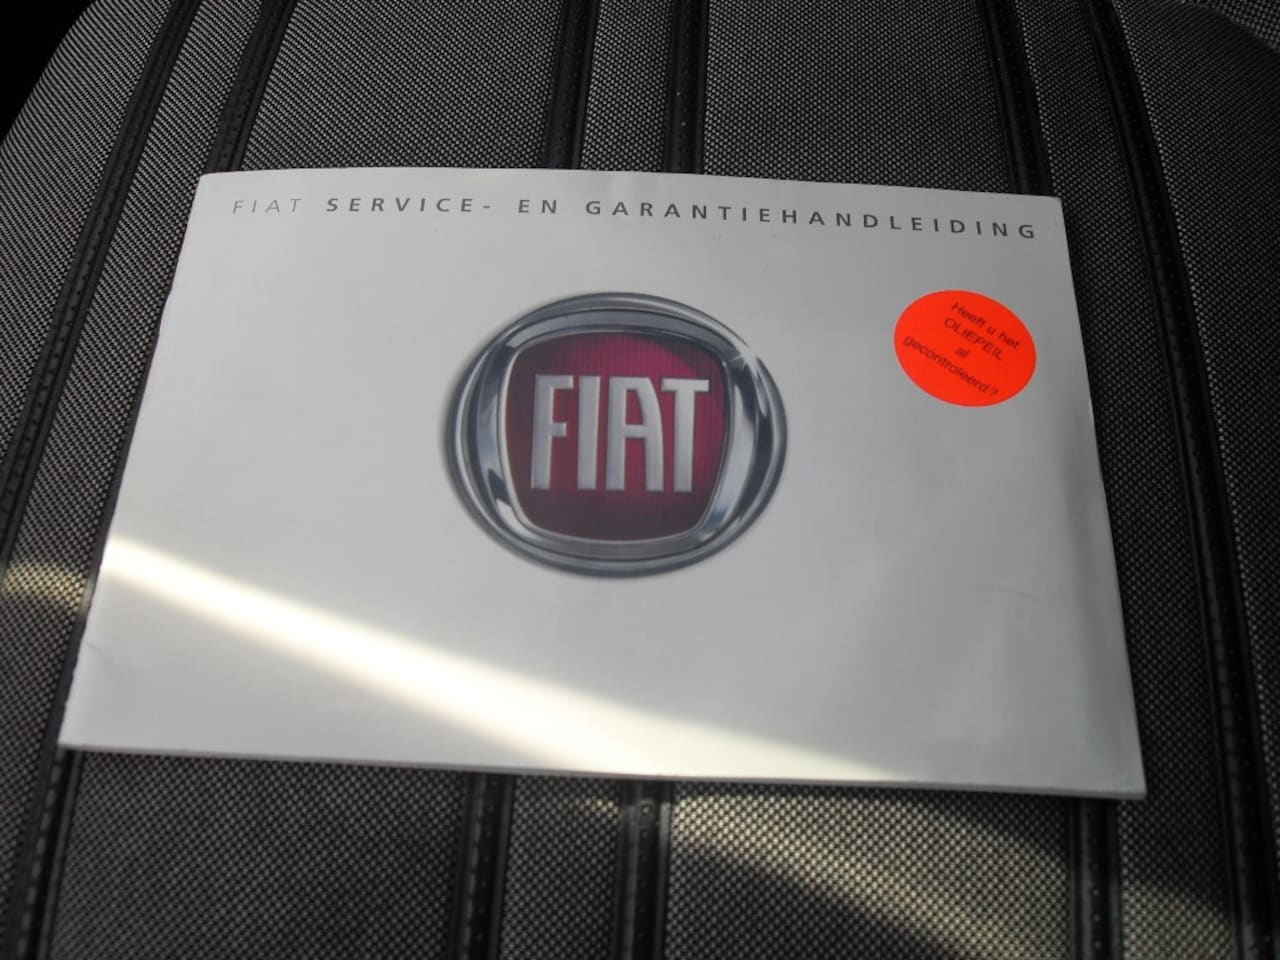 FIAT SERVICE- EN GARANTIEHANDLEIDING
Heeft u het
OLIEPEIL
al
gecontroleerd?
FIAT